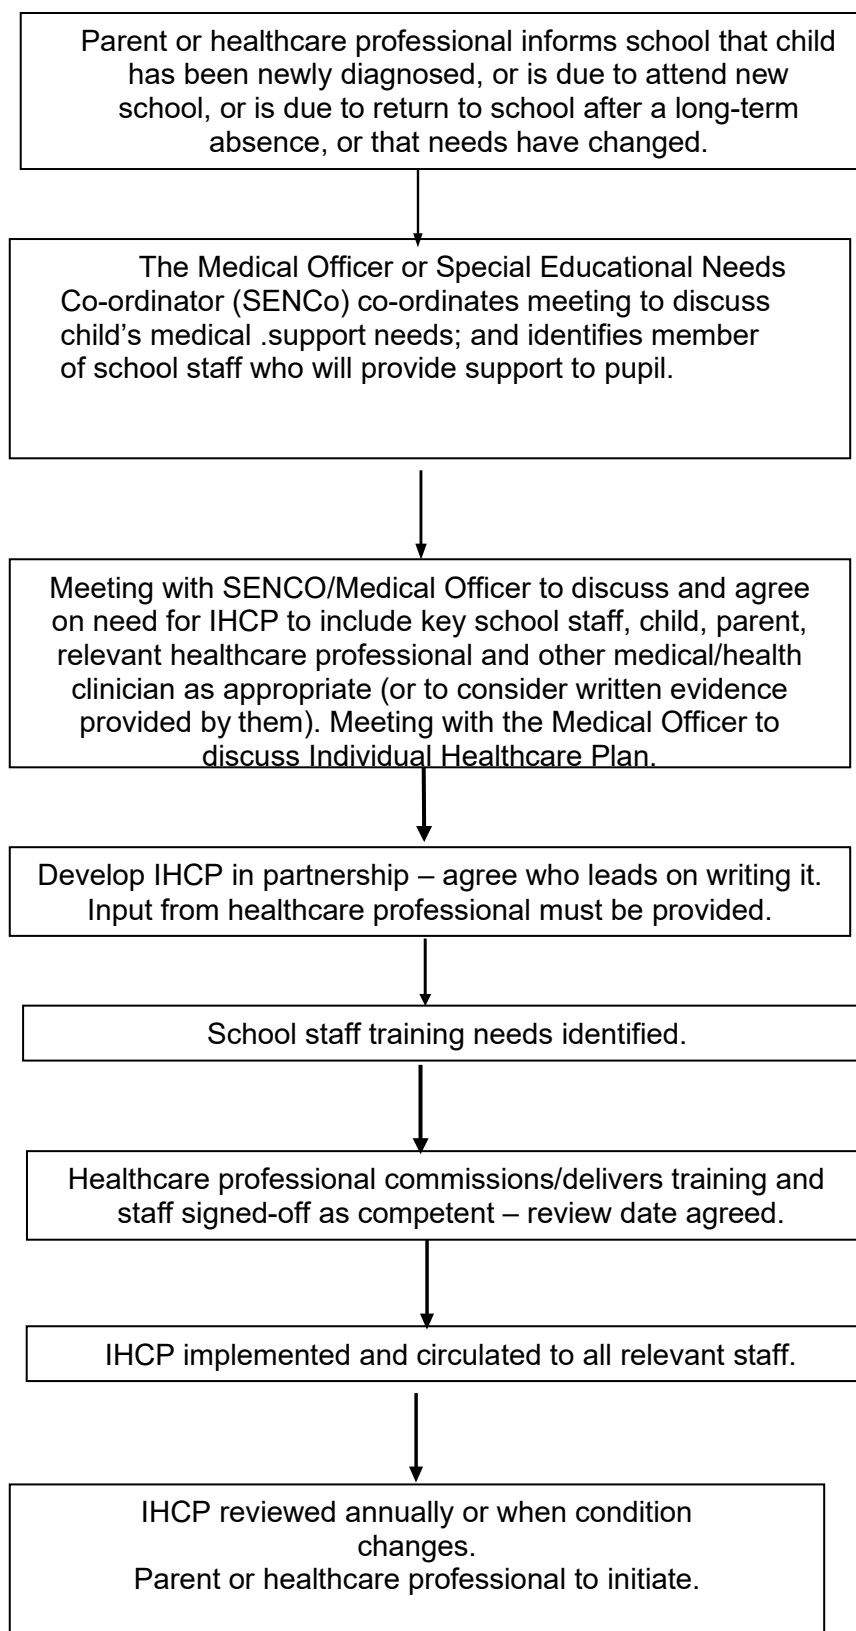 Parent or healthcare professional informs school that child
has been newly diagnosed, or is due to attend new
school, or is due to return to school after a long-term
absence, or that needs have changed.
The Medical Officer or Special Educational Needs
Co-ordinator (SENCo) co-ordinates meeting to discuss
child’s medical .support needs; and identifies member
of school staff who will provide support to pupil.
Meeting with SENCO/Medical Officer to discuss and agree
on need for IHCP to include key school staff, child, parent,
relevant healthcare professional and other medical/health
clinician as appropriate (or to consider written evidence
provided by them). Meeting with the Medical Officer to
discuss Individual Healthcare Plan.
Develop IHCP in partnership – agree who leads on writing it.
Input from healthcare professional must be provided.
School staff training needs identified.
Healthcare professional commissions/delivers training and
staff signed-off as competent – review date agreed.
IHCP implemented and circulated to all relevant staff.
IHCP reviewed annually or when condition
changes.
Parent or healthcare professional to initiate.